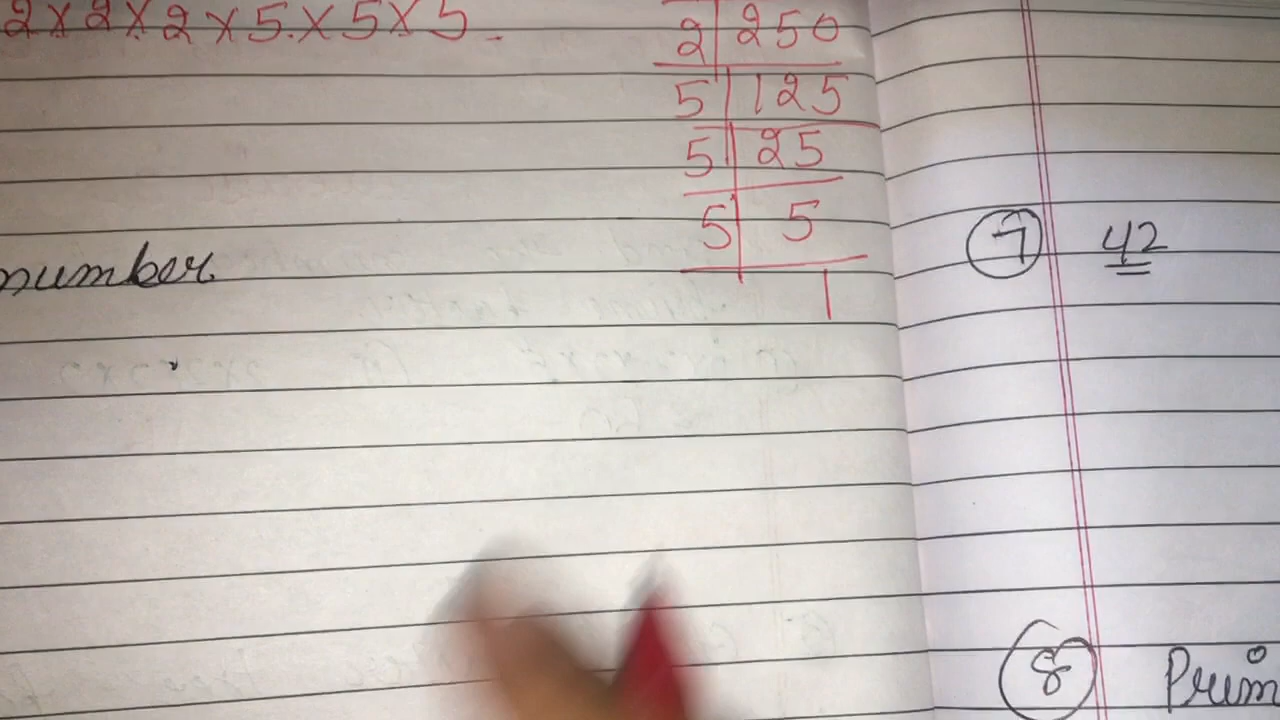 2 × 2 × 2 × 5 × 5 × 5
2 | 250
5 | 125
5 | 25
5 | 5
1
number.
7 42
8 Prim